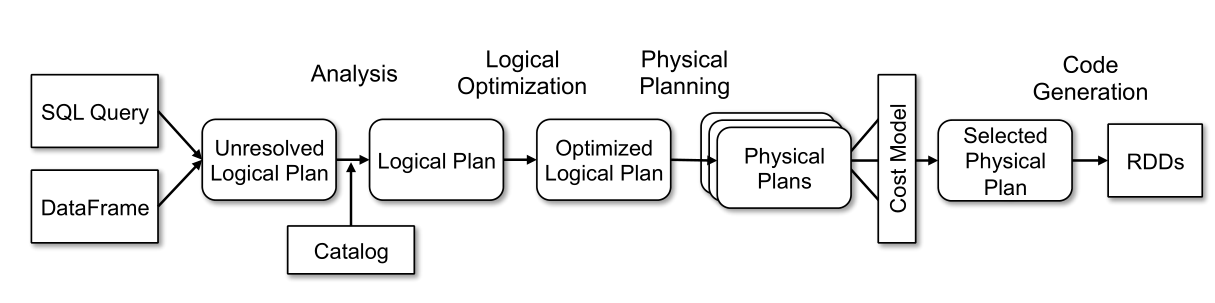 Analysis
Logical
Optimization
Physical
Planning
Code
Generation
SQL Query
DataFrame
Unresolved
Logical Plan
Catalog
Logical Plan
Optimized
Logical Plan
Physical
Plans
Cost Model
Selected
Physical
Plan
RDDs